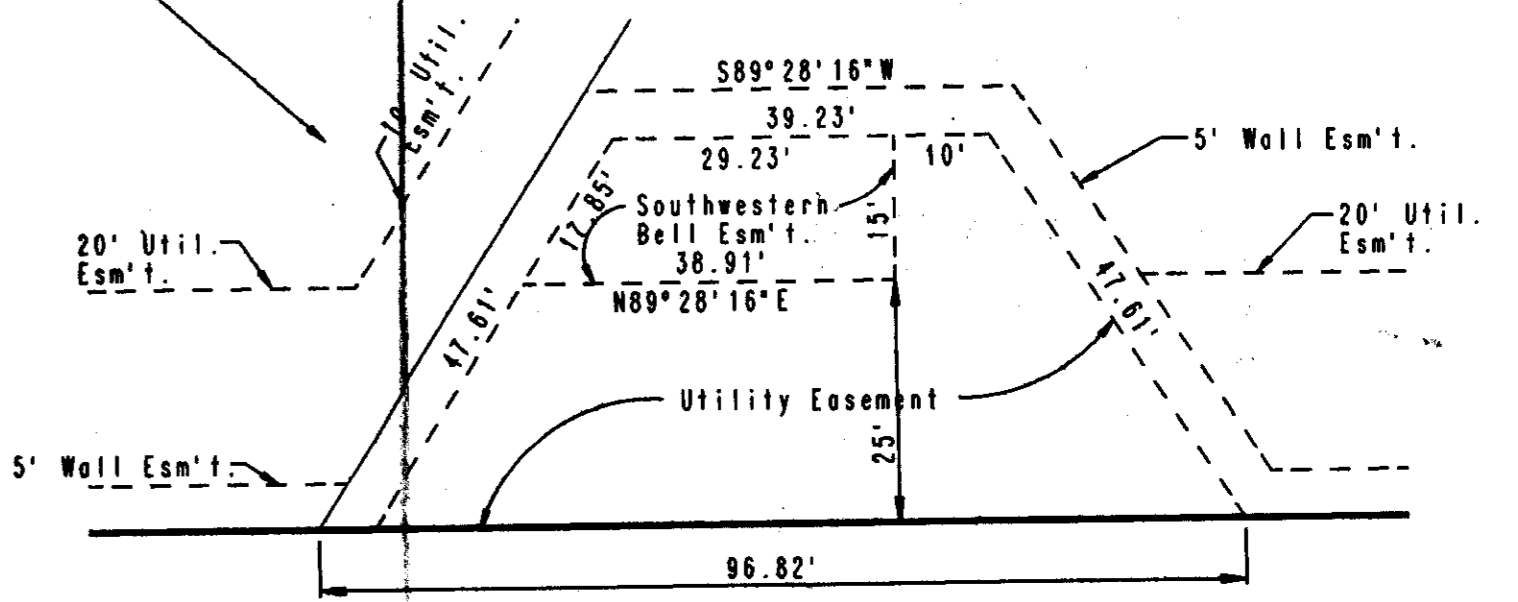 10' Util.
Esm't.
S89°28'16"W
39.23'
29.23'
10'
5' Wall Esm't.
17.85'
Southwestern
Bell Esm't.
15'
20' Util.
Esm't.
20' Util.
Esm't.
38.91'
N89°28'16"E
47.61'
47.61'
Utility Easement
25'
5' Wall Esm't.
96.82'